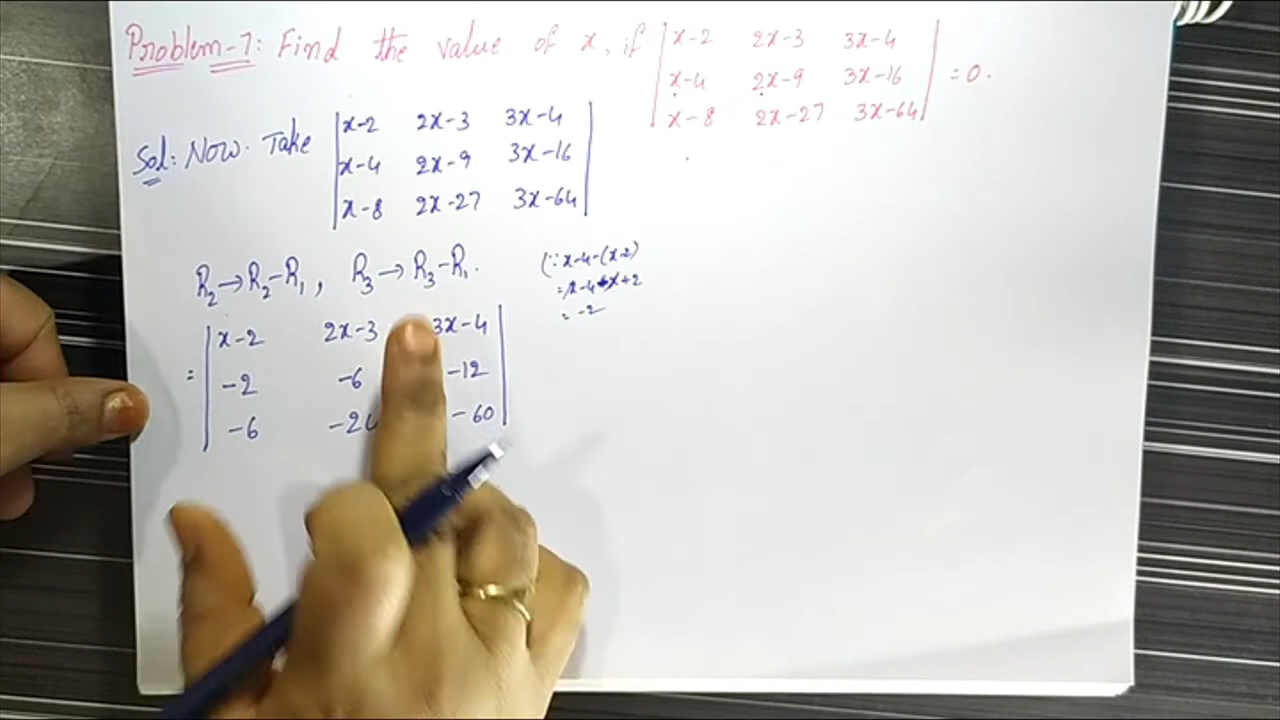 Problem-7: Find the value of x, if | x-2 2x-3 3x-4 |
| x-4 2x-9 3x-16 | = 0.
| x-8 2x-27 3x-64 |
Sol: Now Take | x-2 2x-3 3x-4 |
| x-4 2x-9 3x-16 |
| x-8 2x-27 3x-64 |
R₂→R₂-R₁, R₃→R₃-R₁. (∵ x-4-(x-2)
= x-4-x+2
= -2
= | x-2 2x-3 3x-4 |
| -2 -6 -12 |
| -6 -60 |